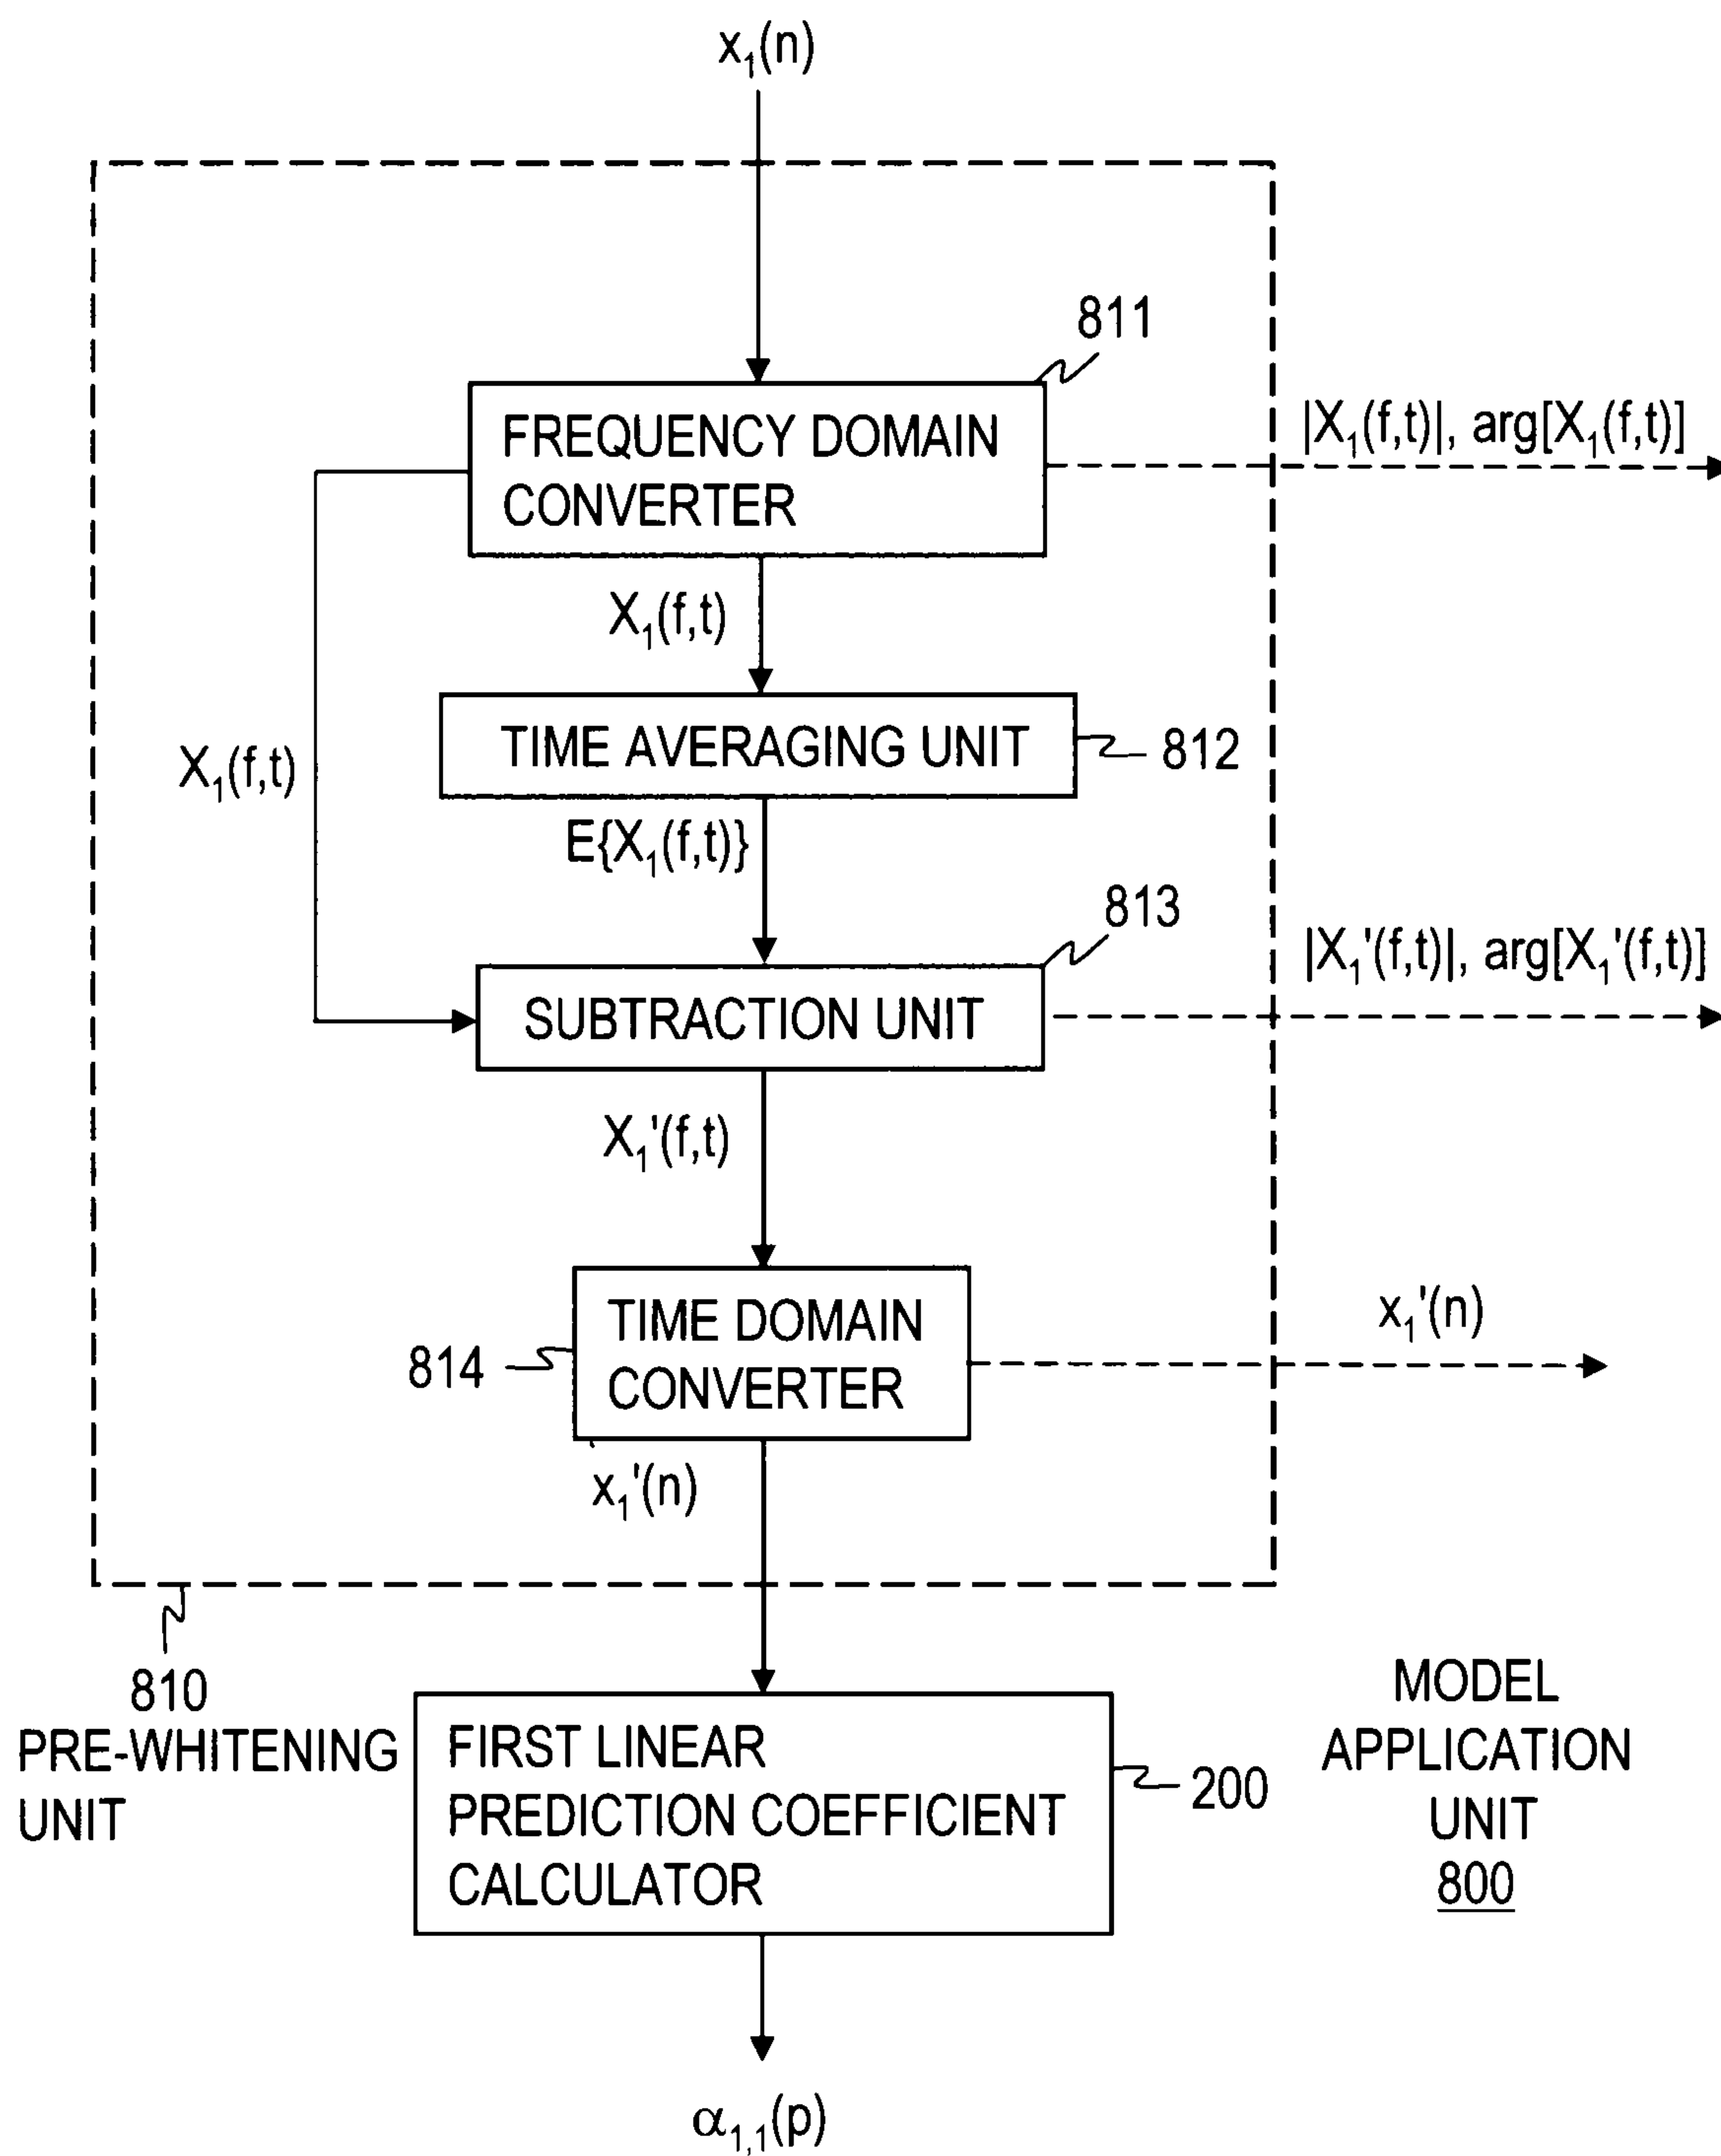 x₁(n)
811
FREQUENCY DOMAIN
CONVERTER
|X₁(f,t)|, arg[X₁(f,t)]
X₁(f,t)
X₁(f,t)
TIME AVERAGING UNIT
812
E{X₁(f,t)}
813
SUBTRACTION UNIT
|X₁'(f,t)|, arg[X₁'(f,t)]
X₁'(f,t)
TIME DOMAIN
CONVERTER
814
x₁'(n)
x₁'(n)
810
PRE-WHITENING
UNIT
FIRST LINEAR
PREDICTION COEFFICIENT
CALCULATOR
200
MODEL
APPLICATION
UNIT
800
α₁,₁(p)